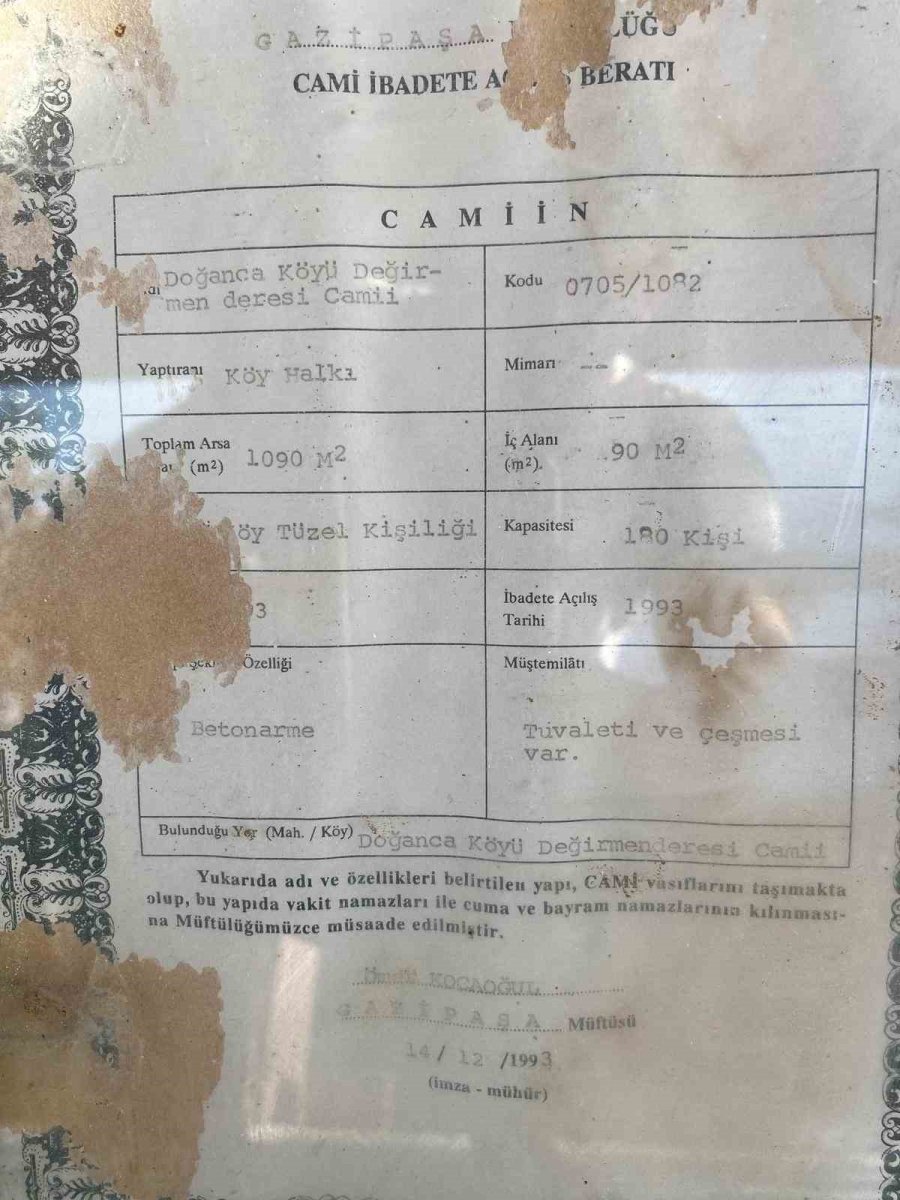 GAZİPAŞA
CAMİ İBADETE BERATI
CAMİİN
Doğanca Köyü Değir-
men deresi Camii
Kodu 0705/1082
Yaptıranı Köy Halkı
Mimarı --
Toplam Arsa
(m²) 1090 M2
İç Alanı
(m²). 90 M2
Tüzel Kişiliği
Kapasitesi 180 Kişi
İbadete Açılış
Tarihi 1993
Özelliği
Betonarme
Müştemilâtı
Tuvaleti ve çeşmesi
var.
Bulunduğu Yer (Mah. / Köy) Doğanca Köyü Değirmenderesi Camii
Yukarıda adı ve özellikleri belirtilen yapı, CAMİ vasıflarını taşımakta
olup, bu yapıda vakit namazları ile cuma ve bayram namazlarının kılınması-
na Müftülüğümüzce müsaade edilmiştir.
KOCAOĞUL
GAZİPAŞA Müftüsü
14/12/1993
(imza - mühür)